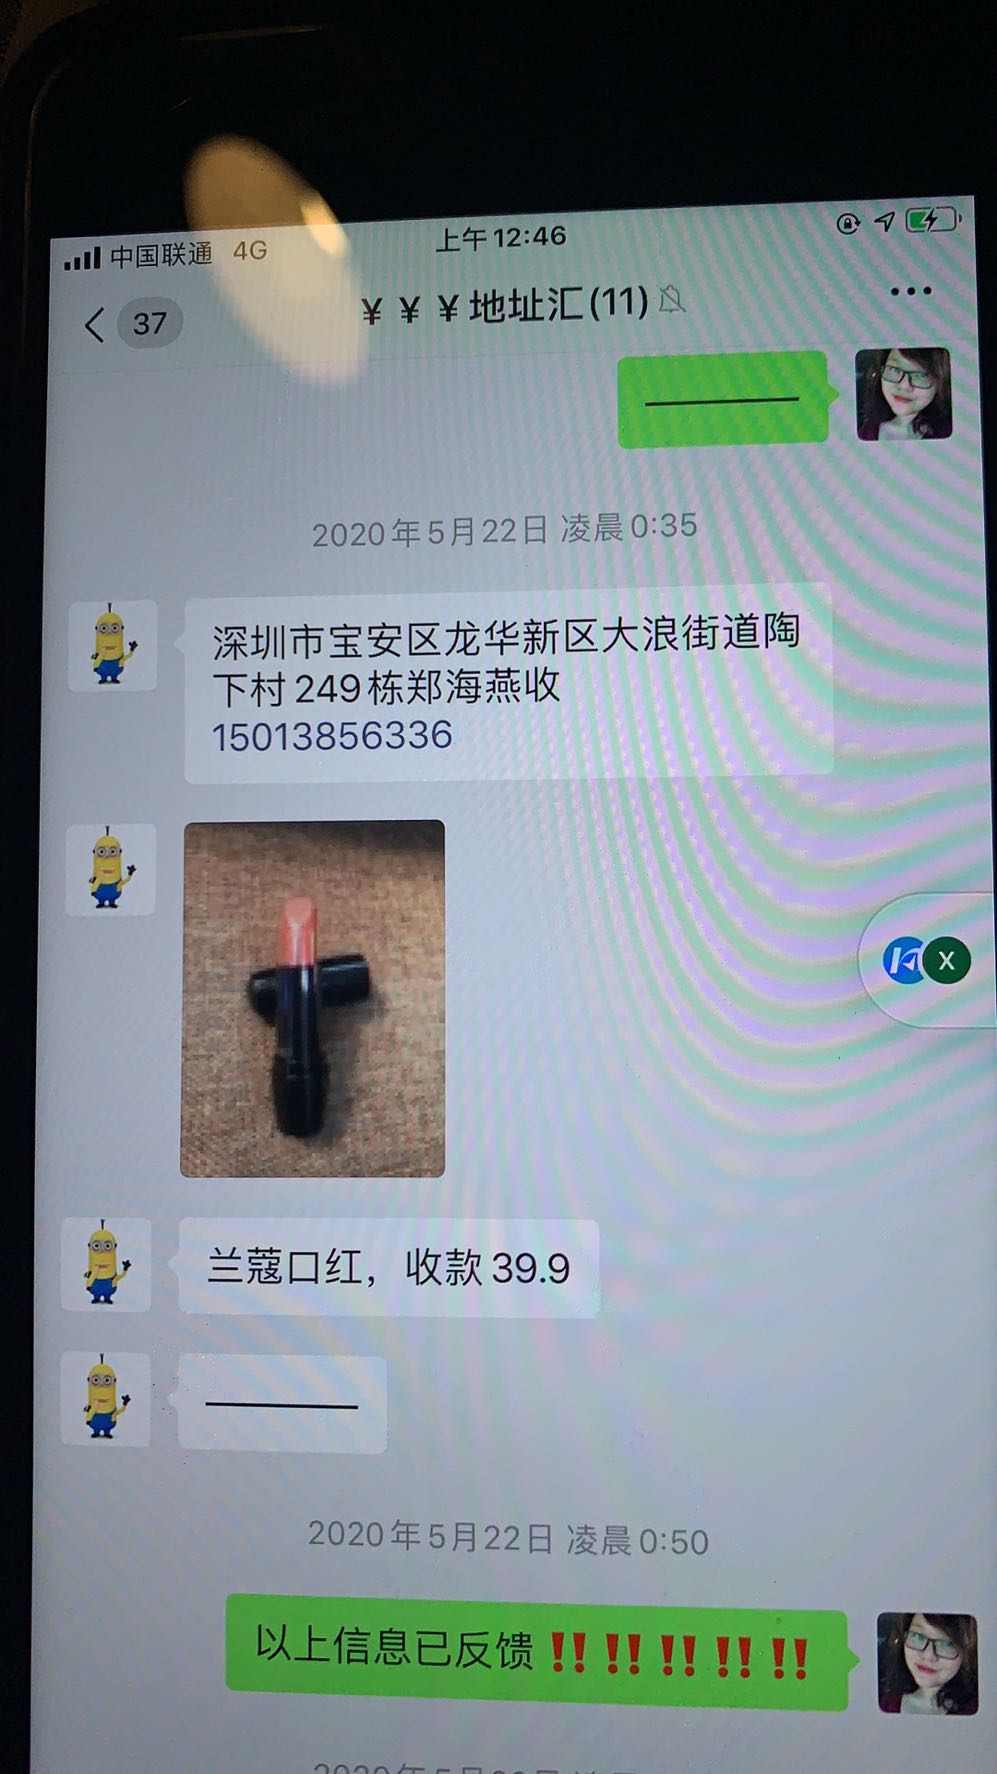 中国联通 4G
上午12:46
37
¥ ¥ ¥地址汇(11)
2020年5月22日 凌晨0:35
深圳市宝安区龙华新区大浪街道陶
下村249栋郑海燕收
15013856336
兰蔻口红，收款39.9
2020年5月22日 凌晨0:50
以上信息已反馈‼️‼️‼️‼️‼️
X